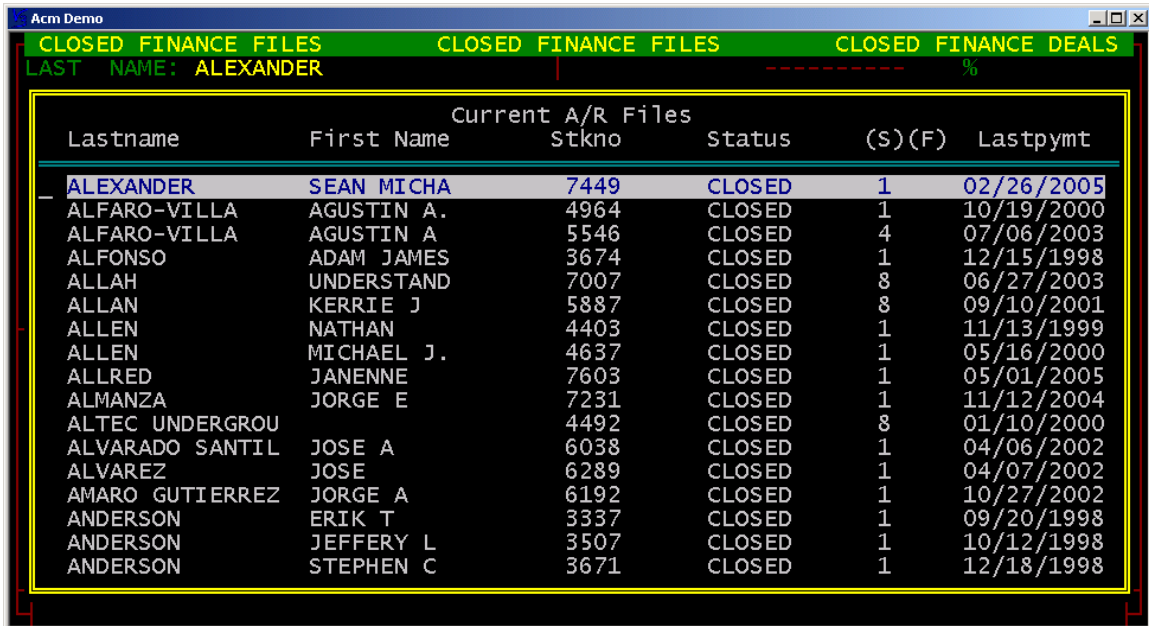 Acm Demo
CLOSED FINANCE FILES CLOSED FINANCE FILES CLOSED FINANCE DEALS
LAST NAME: ALEXANDER ---------- %
Current A/R Files
Lastname First Name Stkno Status (S)(F) Lastpymt
ALEXANDER SEAN MICHA 7449 CLOSED 1 02/26/2005
ALFARO-VILLA AGUSTIN A. 4964 CLOSED 1 10/19/2000
ALFARO-VILLA AGUSTIN A 5546 CLOSED 4 07/06/2003
ALFONSO ADAM JAMES 3674 CLOSED 1 12/15/1998
ALLAH UNDERSTAND 7007 CLOSED 8 06/27/2003
ALLAN KERRIE J 5887 CLOSED 8 09/10/2001
ALLEN NATHAN 4403 CLOSED 1 11/13/1999
ALLEN MICHAEL J. 4637 CLOSED 1 05/16/2000
ALLRED JANENNE 7603 CLOSED 1 05/01/2005
ALMANZA JORGE E 7231 CLOSED 1 11/12/2004
ALTEC UNDERGROU 4492 CLOSED 8 01/10/2000
ALVARADO SANTIL JOSE A 6038 CLOSED 1 04/06/2002
ALVAREZ JOSE 6289 CLOSED 1 04/07/2002
AMARO GUTIERREZ JORGE A 6192 CLOSED 1 10/27/2002
ANDERSON ERIK T 3337 CLOSED 1 09/20/1998
ANDERSON JEFFERY L 3507 CLOSED 1 10/12/1998
ANDERSON STEPHEN C 3671 CLOSED 1 12/18/1998